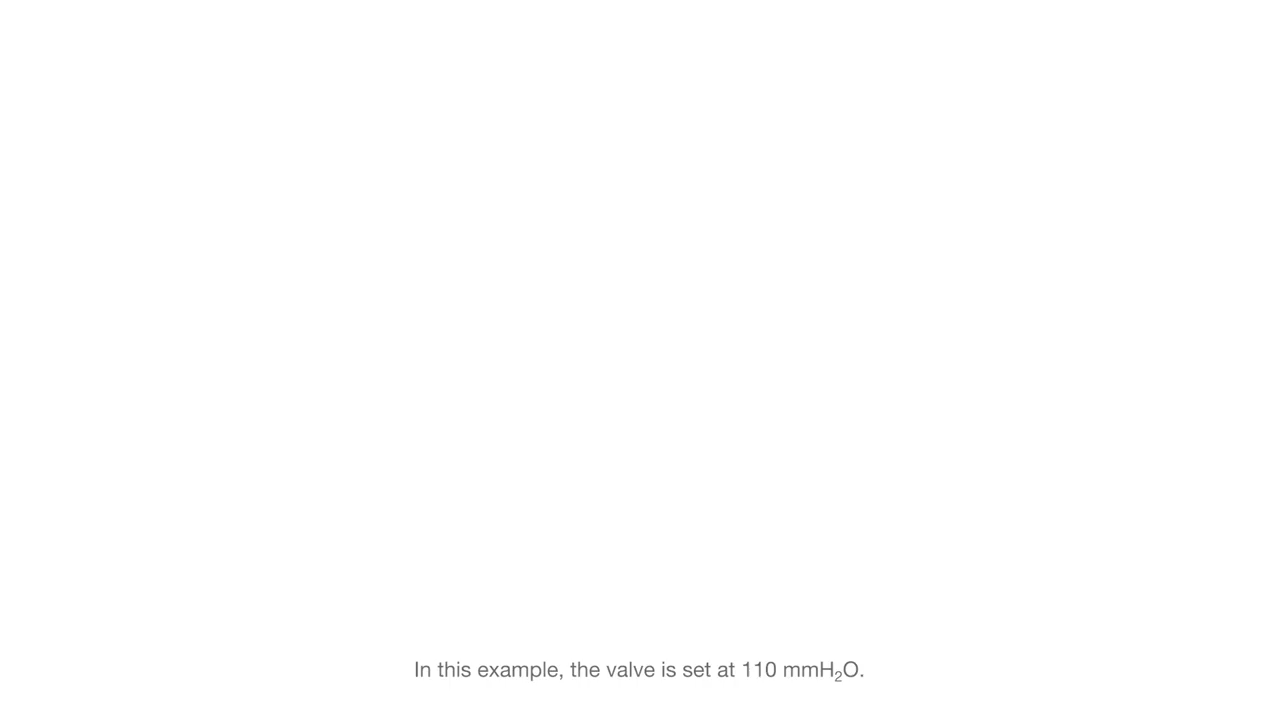 In this example, the valve is set at 110 mmH₂O.